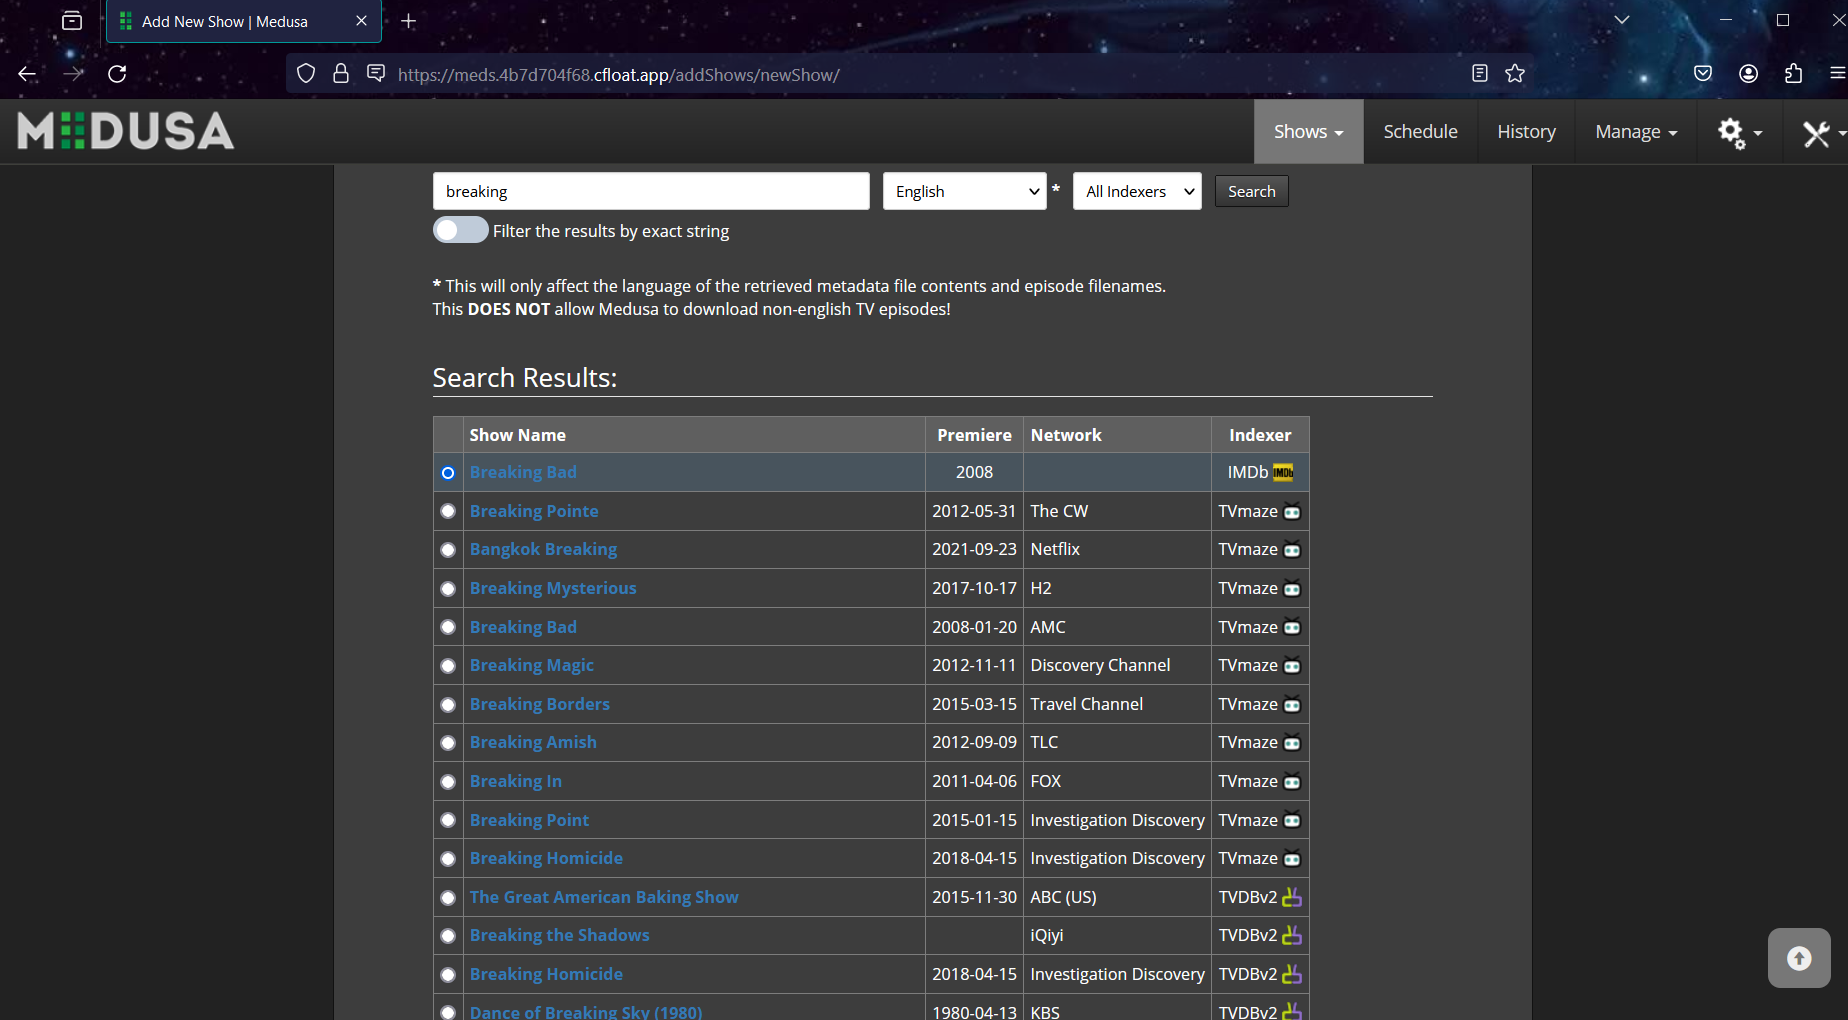 Add New Show | Medusa
https://meds.4b7d704f68.cfloat.app/addShows/newShow/
MEDUSA
Shows
Schedule
History
Manage
breaking
English
*
All Indexers
Search
Filter the results by exact string
* This will only affect the language of the retrieved metadata file contents and episode filenames.
This DOES NOT allow Medusa to download non-english TV episodes!
Search Results:
Show Name Premiere Network Indexer
Breaking Bad 2008 IMDb IMDb
Breaking Pointe 2012-05-31 The CW TVmaze
Bangkok Breaking 2021-09-23 Netflix TVmaze
Breaking Mysterious 2017-10-17 H2 TVmaze
Breaking Bad 2008-01-20 AMC TVmaze
Breaking Magic 2012-11-11 Discovery Channel TVmaze
Breaking Borders 2015-03-15 Travel Channel TVmaze
Breaking Amish 2012-09-09 TLC TVmaze
Breaking In 2011-04-06 FOX TVmaze
Breaking Point 2015-01-15 Investigation Discovery TVmaze
Breaking Homicide 2018-04-15 Investigation Discovery TVmaze
The Great American Baking Show 2015-11-30 ABC (US) TVDBv2
Breaking the Shadows iQiyi TVDBv2
Breaking Homicide 2018-04-15 Investigation Discovery TVDBv2
Dance of Breaking Sky (1980) 1980-04-13 KBS TVDBv2